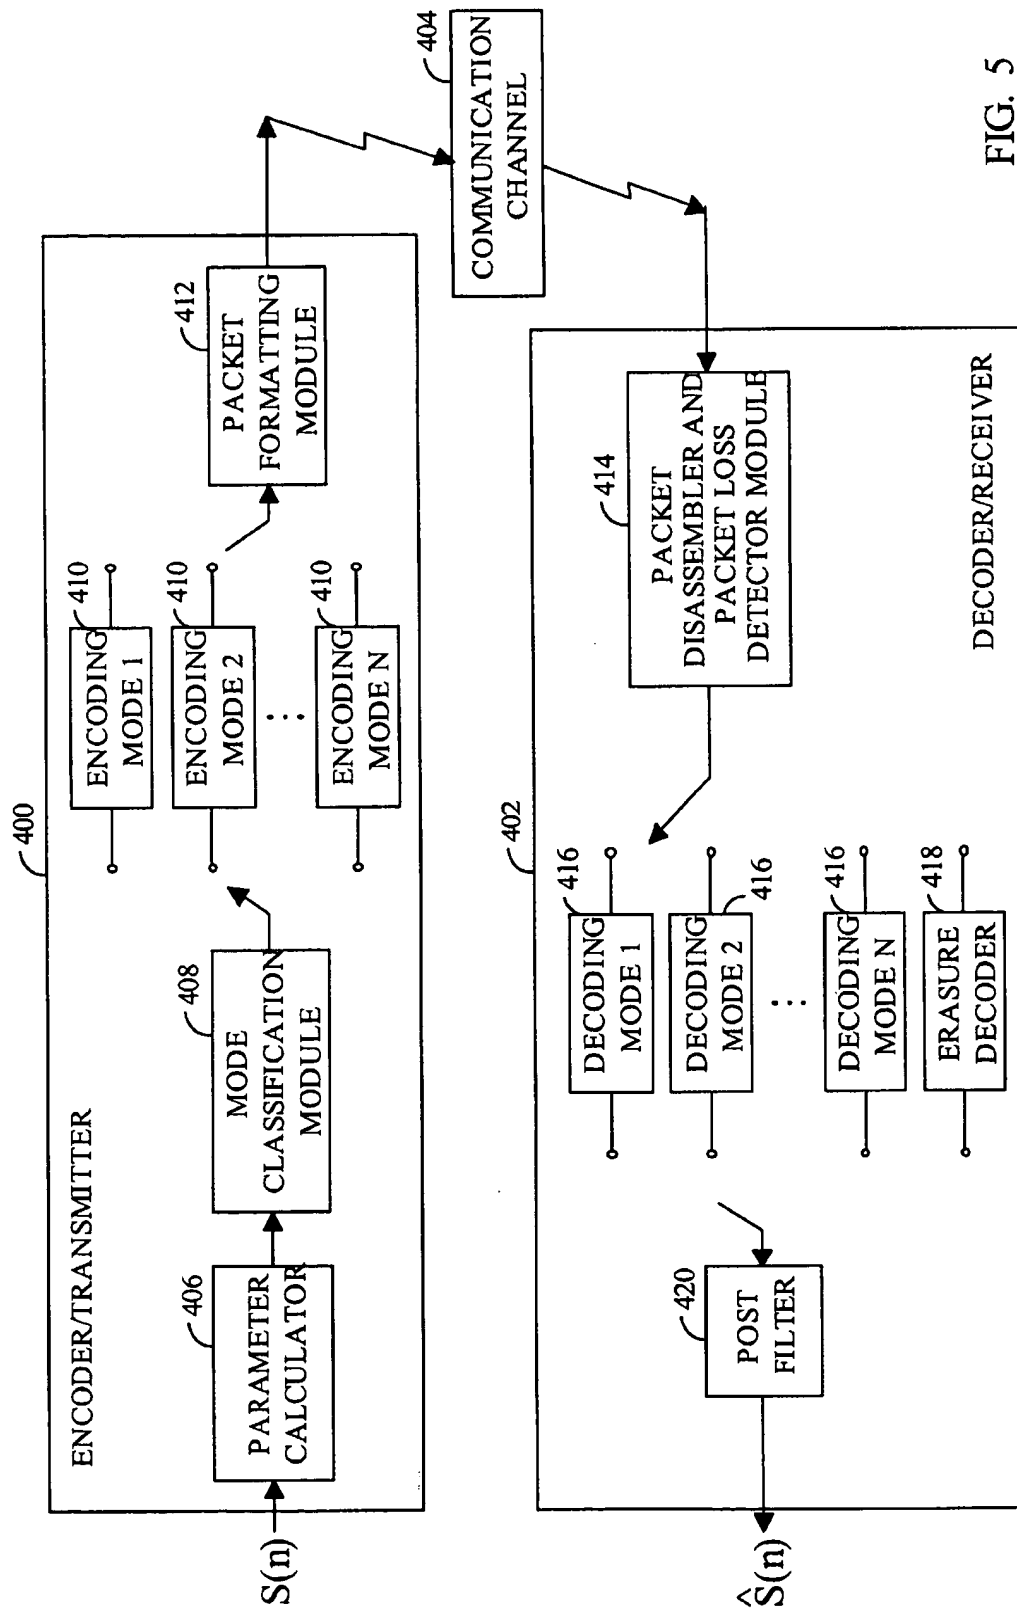 400
ENCODER/TRANSMITTER
S(n)
406
PARAMETER
CALCULATOR
408
MODE
CLASSIFICATION
MODULE
410
ENCODING
MODE 1
410
ENCODING
MODE 2
...
410
ENCODING
MODE N
412
PACKET
FORMATTING
MODULE
404
COMMUNICATION
CHANNEL
402
414
PACKET
DISASSEMBLER AND
PACKET LOSS
DETECTOR MODULE
416
DECODING
MODE 1
416
DECODING
MODE 2
...
416
DECODING
MODE N
418
ERASURE
DECODER
420
POST
FILTER
Ŝ(n)
DECODER/RECEIVER
FIG. 5